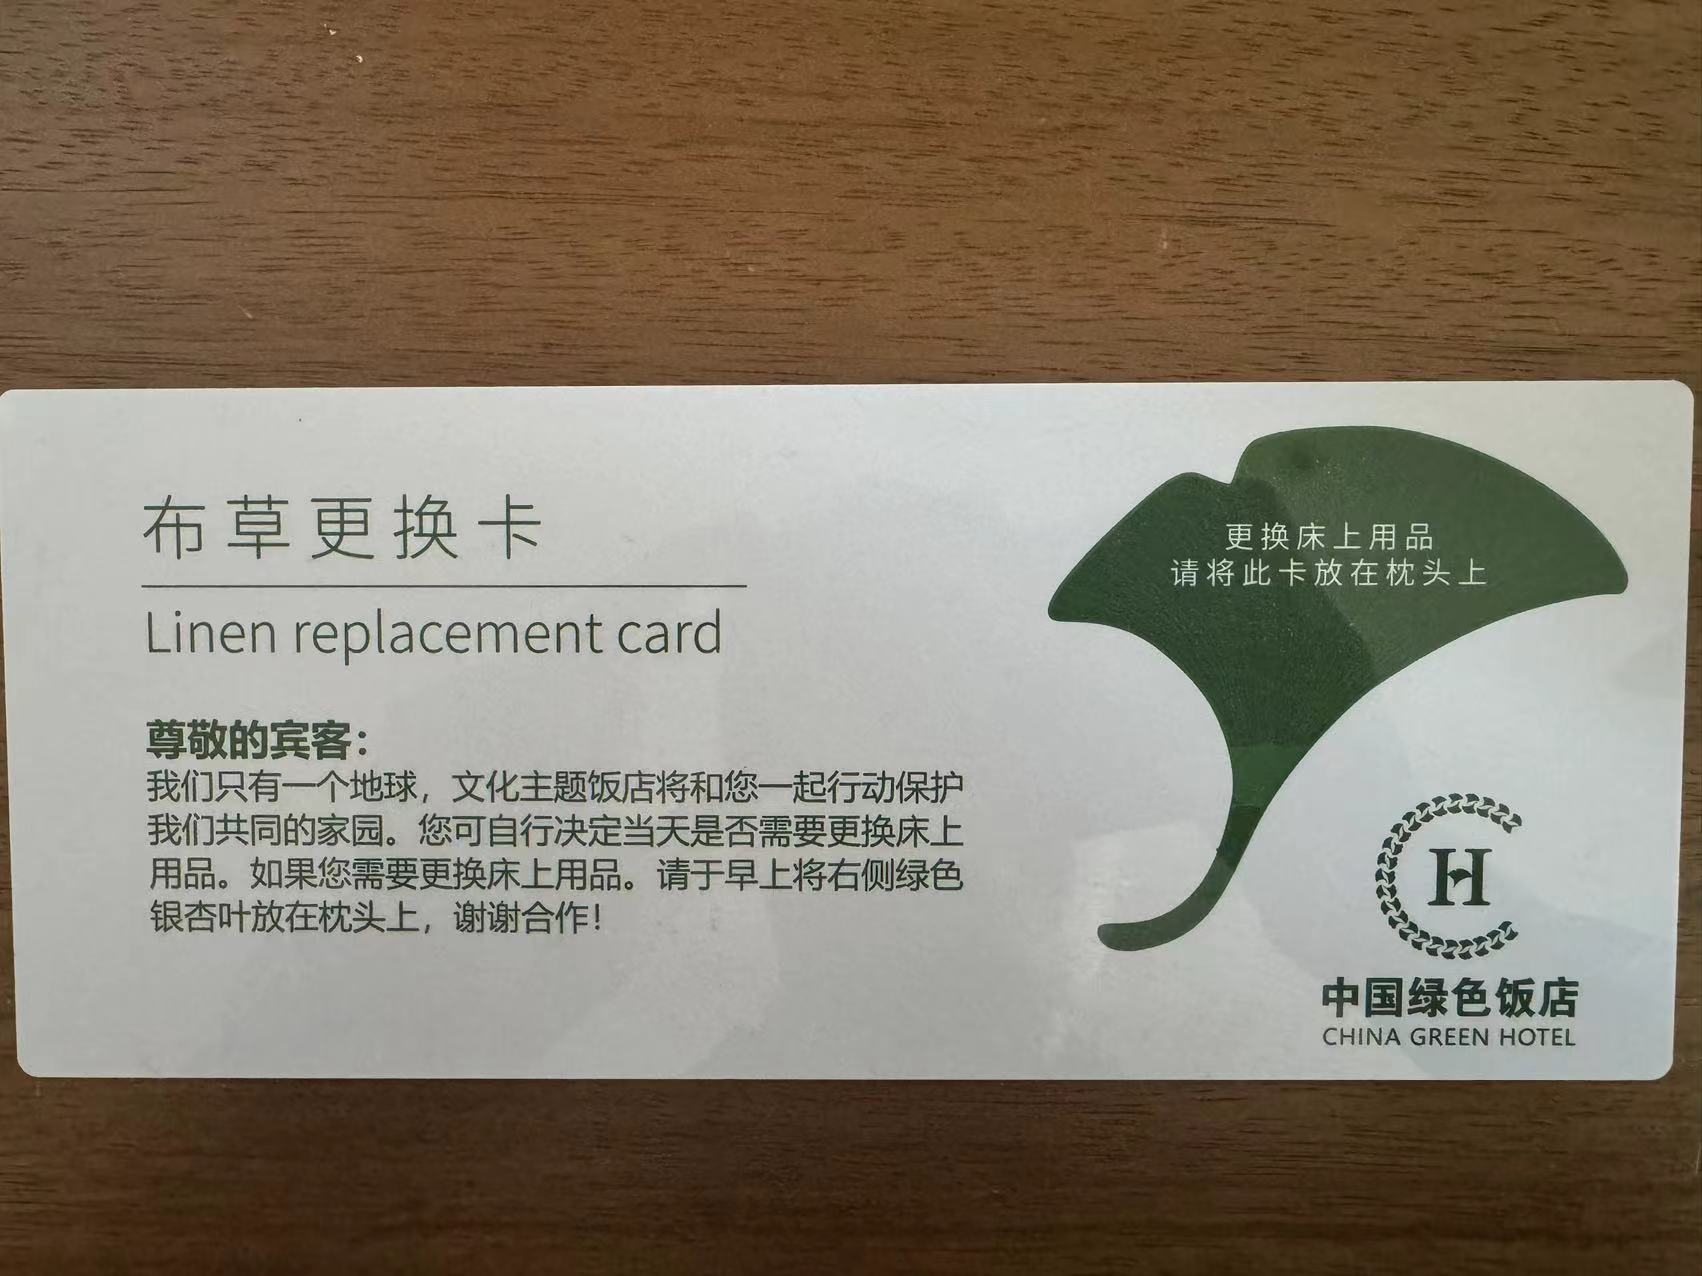 布草更换卡
Linen replacement card
尊敬的宾客：
我们只有一个地球，文化主题饭店将和您一起行动保护
我们共同的家园。您可自行决定当天是否需要更换床上
用品。如果您需要更换床上用品。请于早上将右侧绿色
银杏叶放在枕头上，谢谢合作！
更换床上用品
请将此卡放在枕头上
H
中国绿色饭店
CHINA GREEN HOTEL